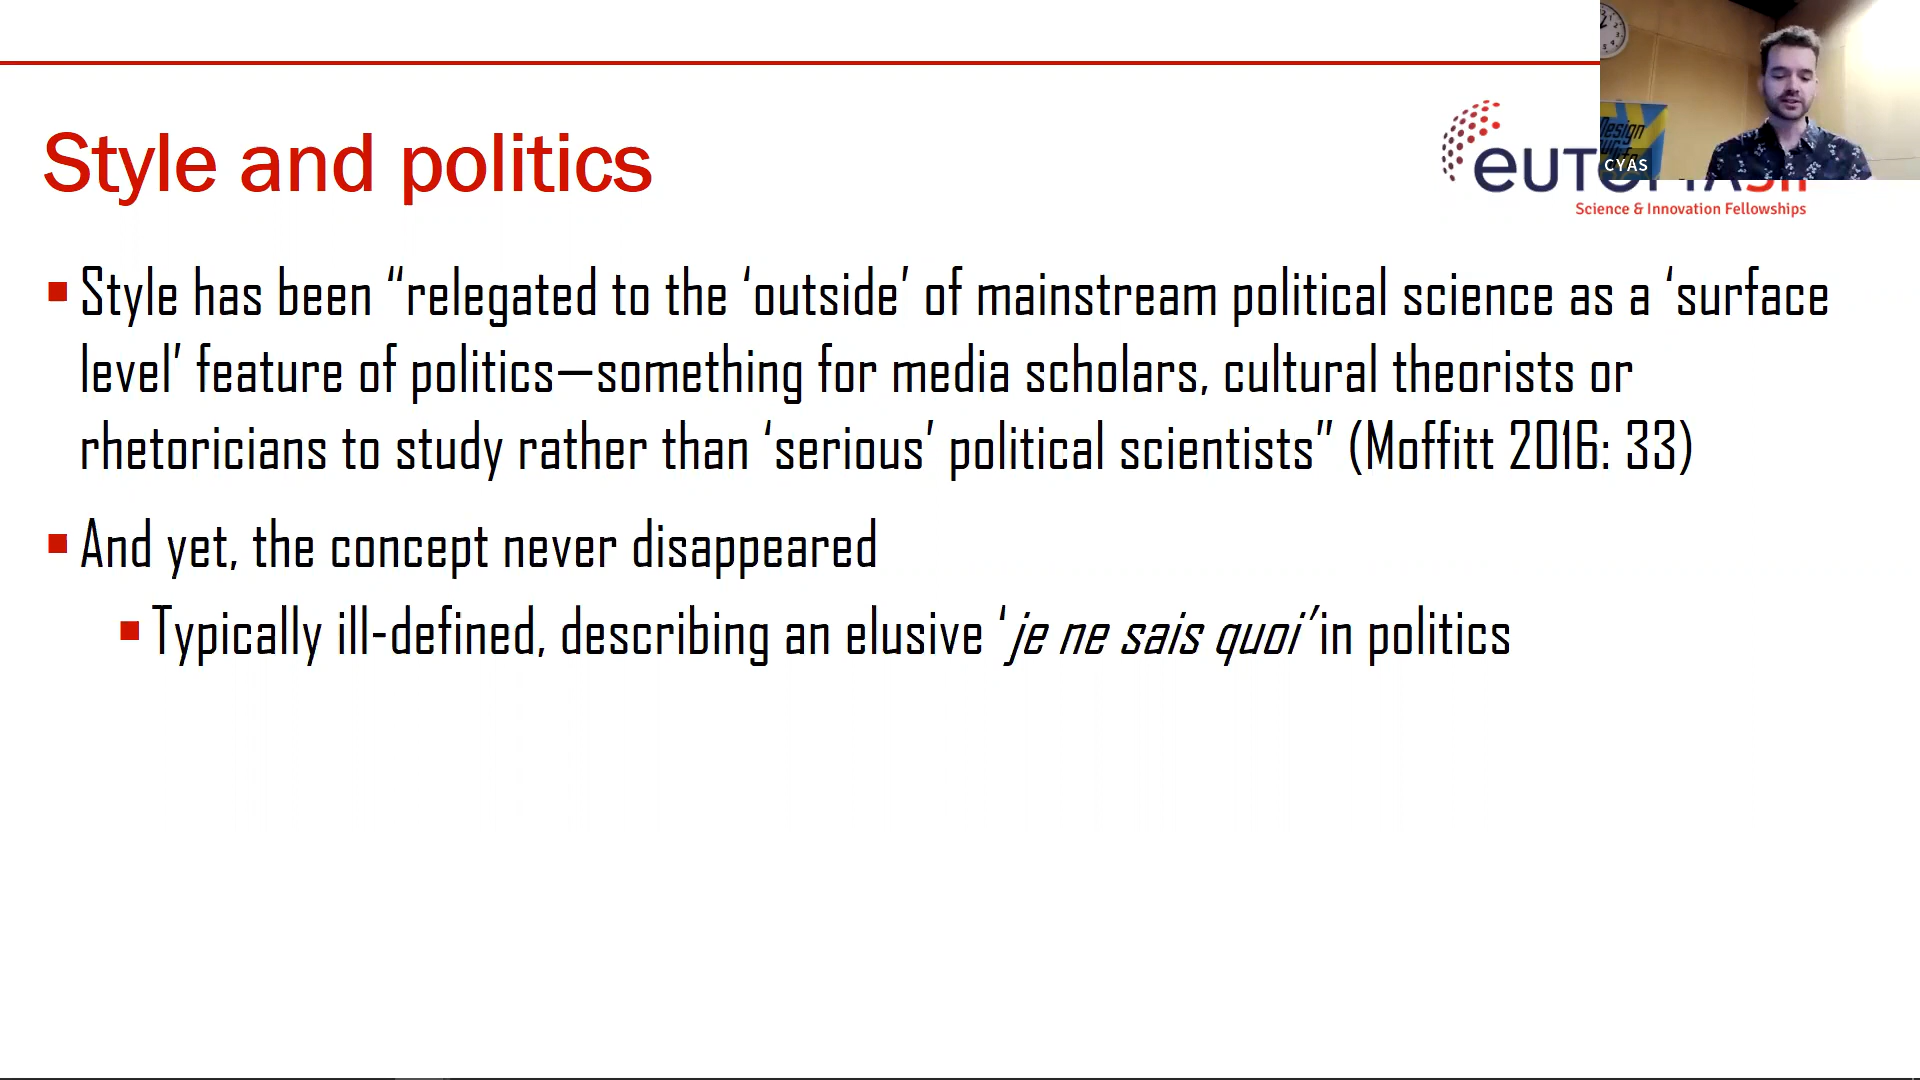 Style and politics
eUTOPIA
CYAS
Science & Innovation Fellowships
▪ Style has been “relegated to the ‘outside’ of mainstream political science as a ‘surface
level’ feature of politics—something for media scholars, cultural theorists or
rhetoricians to study rather than ‘serious’ political scientists” (Moffitt 2016: 33)
▪ And yet, the concept never disappeared
▪ Typically ill-defined, describing an elusive ‘je ne sais quoi’ in politics
Design